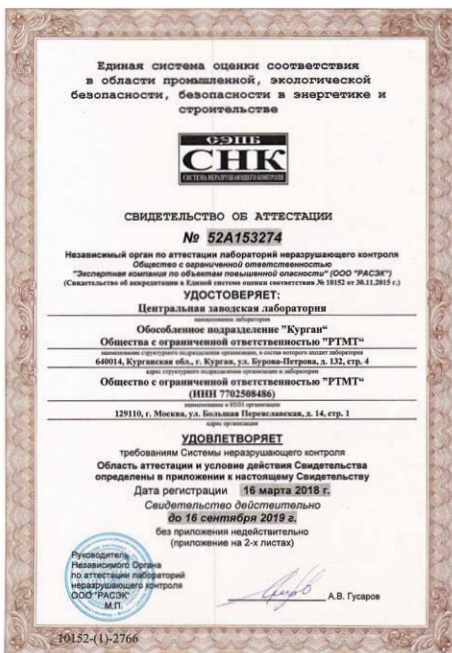 Единая система оценки соответствия
в области промышленной, экологической
безопасности, безопасности в энергетике и
строительстве
СЭПБ
СНК
СИСТЕМА НЕРАЗРУШАЮЩЕГО КОНТРОЛЯ
СВИДЕТЕЛЬСТВО ОБ АТТЕСТАЦИИ
№ 52А153274
Независимый орган по аттестации лабораторий неразрушающего контроля
Общество с ограниченной ответственностью
"Экспертная компания по объектам повышенной опасности" (ООО "РАСЭК")
(Свидетельство об аккредитации в Единой системе оценки соответствия № 10152 от 30.11.2015 г.)
УДОСТОВЕРЯЕТ:
Центральная заводская лаборатория
наименование лаборатории
Обособленное подразделение "Курган"
Общества с ограниченной ответственностью "РТМТ"
наименование структурного подразделения организации, в состав которого входит лаборатория
640014, Курганская обл., г. Курган, ул. Бурова-Петрова, д. 132, стр. 4
адрес структурного подразделения организации и лаборатории
Общество с ограниченной ответственностью "РТМТ"
(ИНН 7702508486)
наименование и ИНН организации
129110, г. Москва, ул. Большая Переяславская, д. 14, стр. 1
адрес организации
УДОВЛЕТВОРЯЕТ
требованиям Системы неразрушающего контроля
Область аттестации и условие действия Свидетельства
определены в приложении к настоящему Свидетельству
Дата регистрации 16 марта 2018 г.
Свидетельство действительно
до 16 сентября 2019 г.
без приложения недействительно
(приложение на 2-х листах)
Руководитель
Независимого Органа
по аттестации лабораторий
неразрушающего контроля
ООО "РАСЭК"
М.П.
А.В. Гусаров
10152-(1)-2766